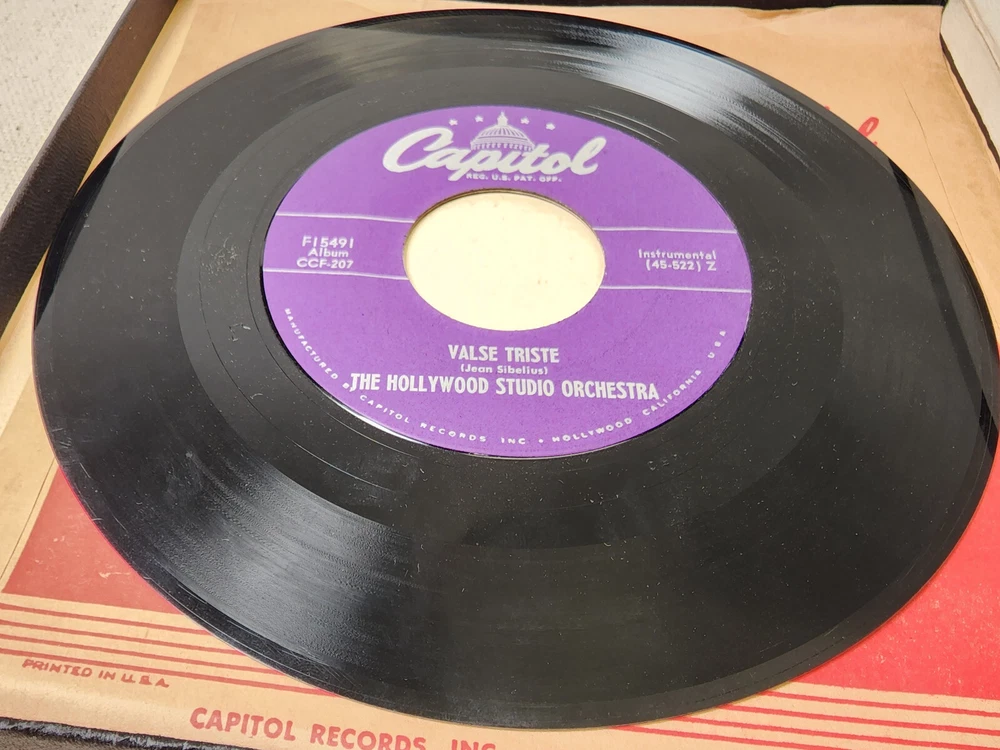 Capitol
REG. U.S. PAT. OFF.
F15491
Album
CCF-207
Instrumental
(45-522) Z
VALSE TRISTE
(Jean Sibelius)
THE HOLLYWOOD STUDIO ORCHESTRA
MANUFACTURED B CAPITOL RECORDS INC • HOLLYWOOD CALIFORNIA U S A
PRINTED IN U.S.A.
CAPITOL RECORDS, INC